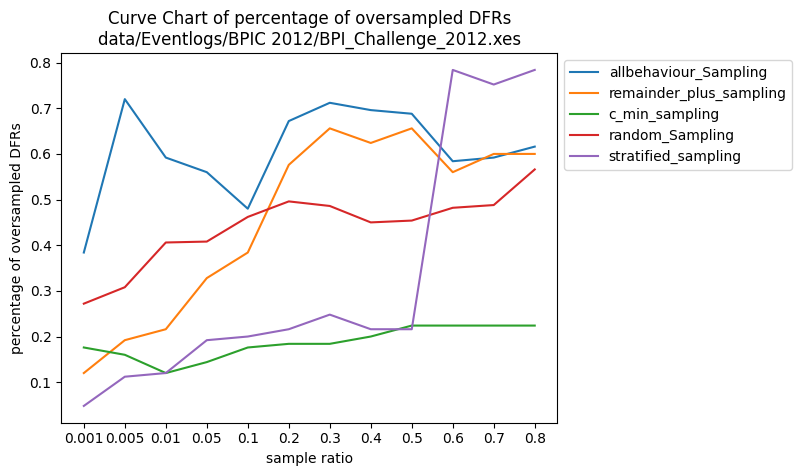 Curve Chart of percentage of oversampled DFRs
data/Eventlogs/BPIC 2012/BPI_Challenge_2012.xes
percentage of oversampled DFRs
0.8
0.7
0.6
0.5
0.4
0.3
0.2
0.1
0.001 0.005 0.01 0.05 0.1 0.2 0.3 0.4 0.5 0.6 0.7 0.8
sample ratio
allbehaviour_Sampling
remainder_plus_sampling
c_min_sampling
random_Sampling
stratified_sampling